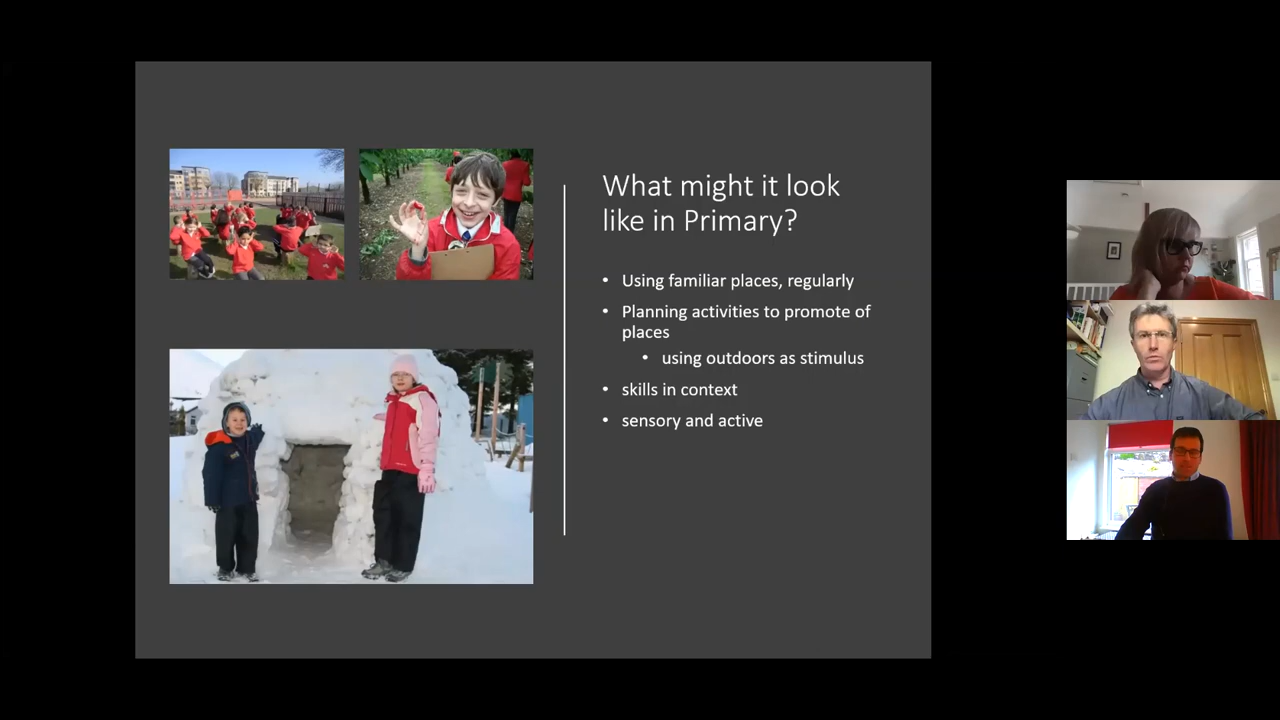 What might it look
like in Primary?
• Using familiar places, regularly
• Planning activities to promote of
places
• using outdoors as stimulus
• skills in context
• sensory and active